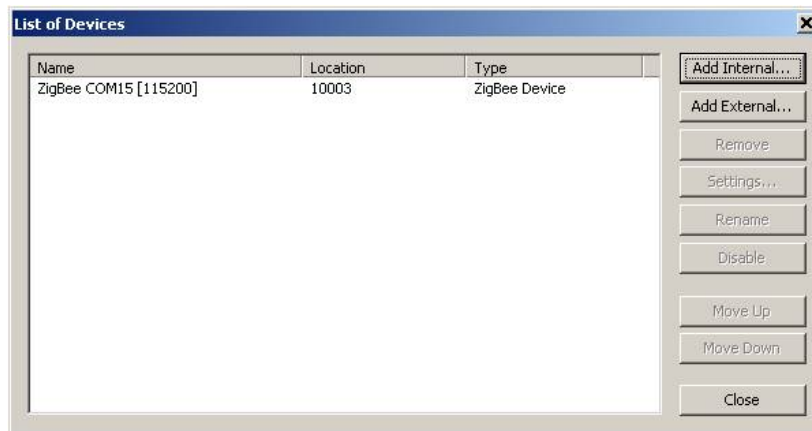 List of Devices
Name Location Type
ZigBee COM15 [115200] 10003 ZigBee Device
Add Internal...
Add External...
Remove
Settings...
Rename
Disable
Move Up
Move Down
Close